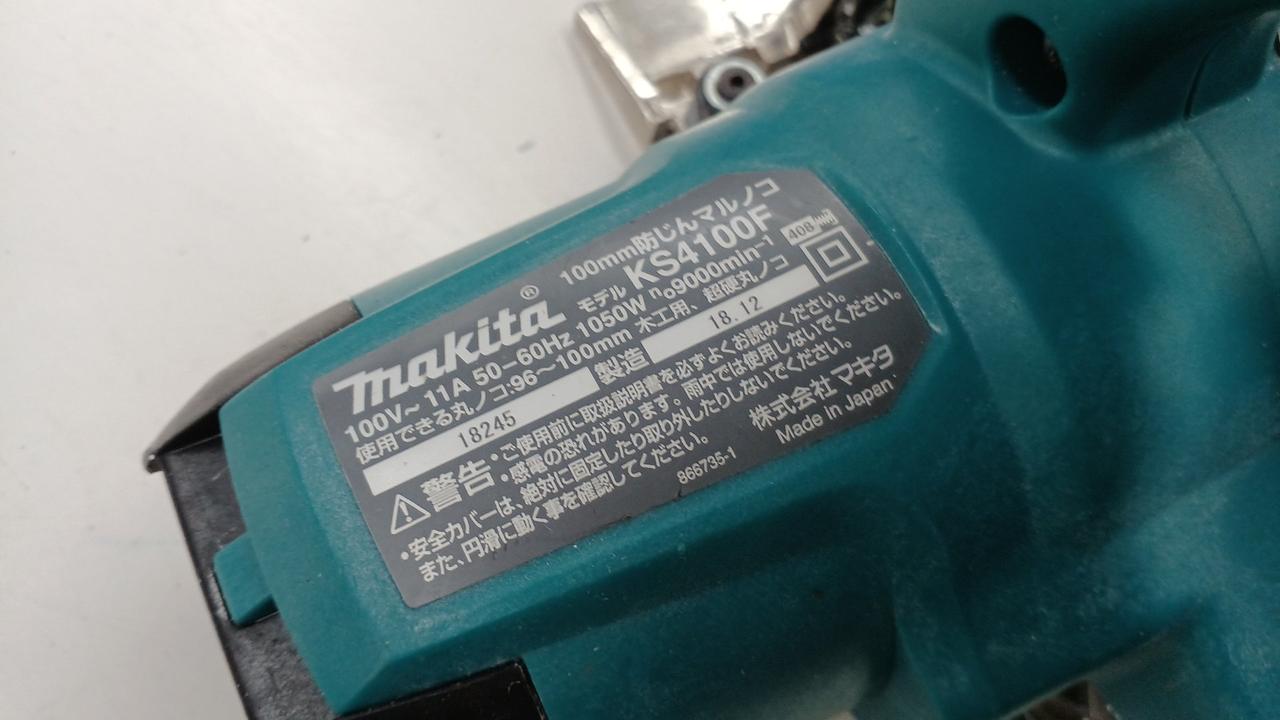 100mm防じんマルノコ
makita® モデル KS4100F
100V～ 11A 50-60Hz 1050W n₀9000min⁻¹
使用できる丸ノコ:96～100mm 木工用、超硬丸ノコ
18245 製造 18.12
警告・ご使用前に取扱説明書を必ずよくお読みください。
・感電の恐れがあります。雨中では使用しないでください。
・安全カバーは、絶対に固定したり取り外したりしないでください。
また、円滑に動く事を確認してください。
866735-1
株式会社 マキタ
Made in Japan
408